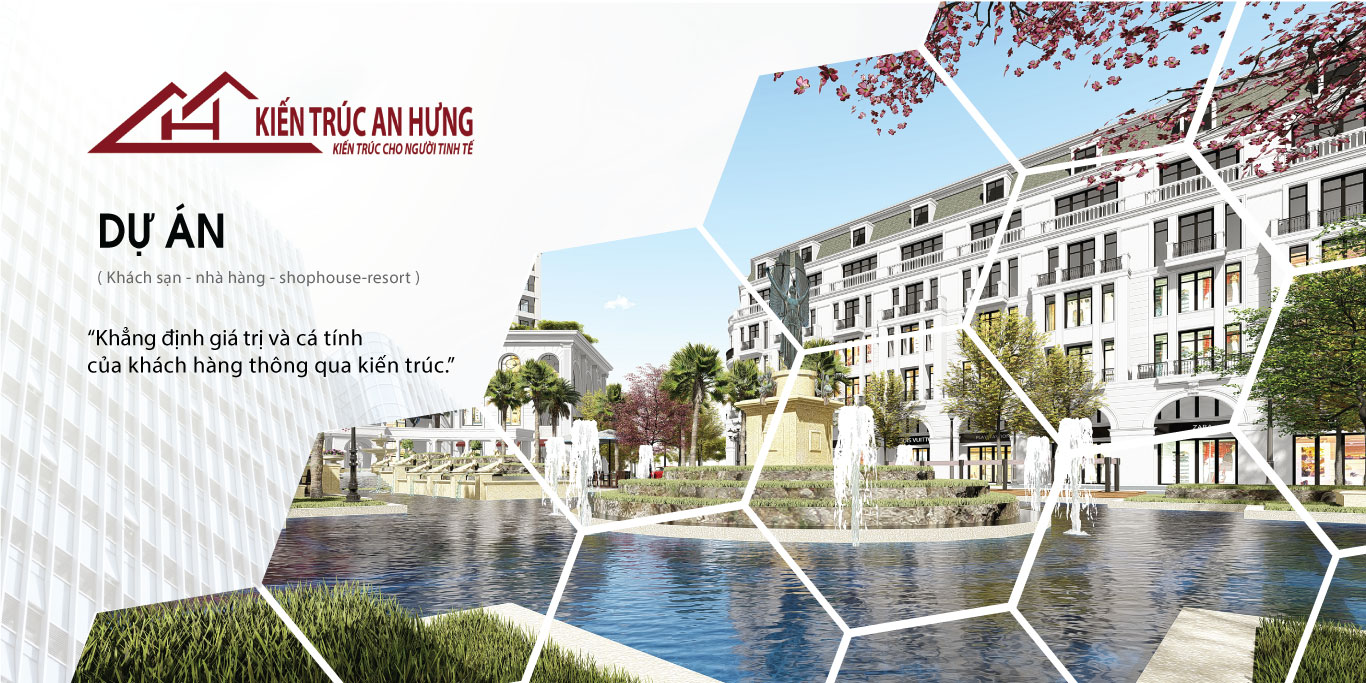 KIẾN TRÚC AN HƯNG
KIẾN TRÚC CHO NGƯỜI TINH TẾ
DỰ ÁN
( Khách sạn - nhà hàng - shophouse-resort )
“Khẳng định giá trị và cá tính
của khách hàng thông qua kiến trúc.”
ZARA